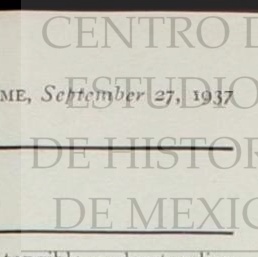 CENTRO D
ESTUDIO
ME, September 27, 1937
DE HISTOR
DE MEXIC